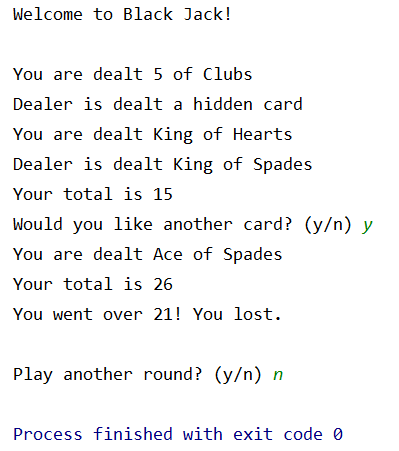 Welcome to Black Jack!
You are dealt 5 of Clubs
Dealer is dealt a hidden card
You are dealt King of Hearts
Dealer is dealt King of Spades
Your total is 15
Would you like another card? (y/n) y
You are dealt Ace of Spades
Your total is 26
You went over 21! You lost.
Play another round? (y/n) n
Process finished with exit code 0